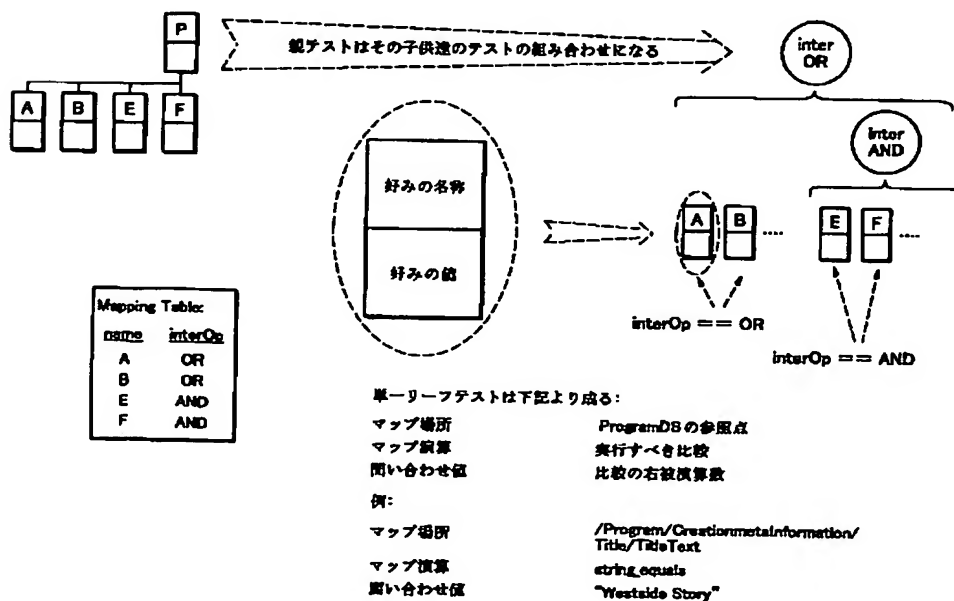 P
親テストはその子供達のテストの組み合わせになる
inter
OR
A B E F
inter
AND
好みの名称
好みの値
A B ‥‥ E F ‥‥
interOp == OR
interOp == AND
Mapping Table:
name interOp
A OR
B OR
E AND
F AND
単一リーフテストは下記より成る:
マップ場所 ProgramDSの参照点
マップ演算 実行すべき比較
問い合わせ値 比較の右被演算数
例:
マップ場所 /Program/CreationmetaInformation/
Title/TitleText
マップ演算 string_equals
問い合わせ値 "Westside Story"